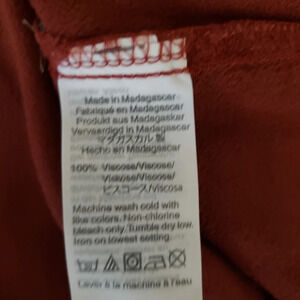 Made in Madagascar
Fabriqué en Madagascar
Produkt aus Madagaskar
Vervaardigd in Madagascar
マダガスカル 製
Hecho en Madagascar
100% Viscose/Viscose/
Viskose/Viscose/
ビスコース/Viscosa
Machine wash cold with
like colors. Non-chlorine
bleach only. Tumble dry low.
Iron on lowest setting.
Laver à la machine à l'eau